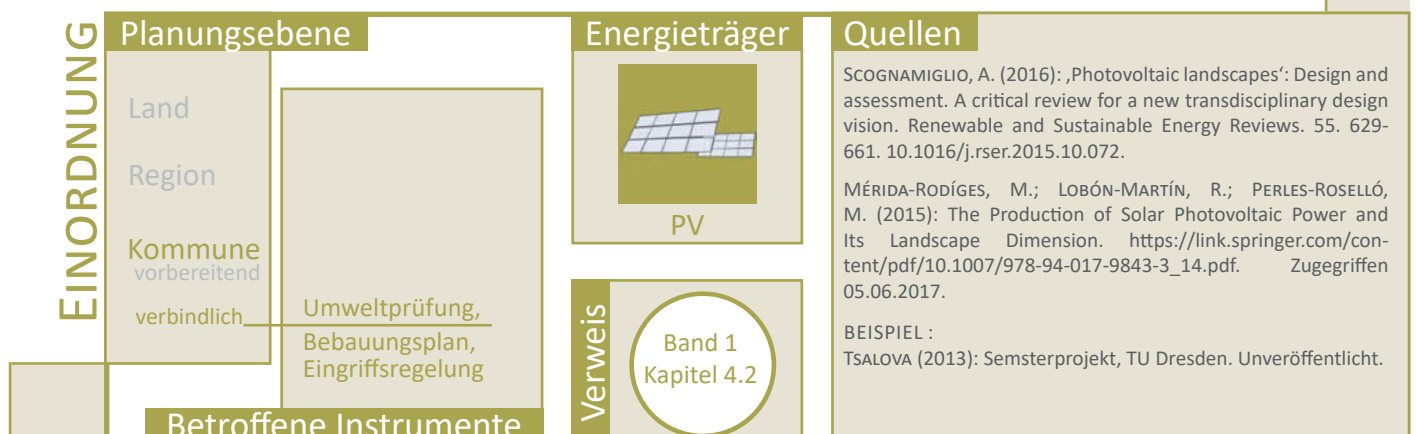 EINORDNUNG
Planungsebene
Land
Region
Kommune
vorbereitend
verbindlich
Umweltprüfung,
Bebauungsplan,
Eingriffsregelung
Betroffene Instrumente
Energieträger
PV
Verweis
Band 1
Kapitel 4.2
Quellen
SCOGNAMIGLIO, A. (2016): ‚Photovoltaic landscapes‘: Design and
assessment. A critical review for a new transdisciplinary design
vision. Renewable and Sustainable Energy Reviews. 55. 629-
661. 10.1016/j.rser.2015.10.072.
MÉRIDA-RODÍGES, M.; LOBÓN-MARTÍN, R.; PERLES-ROSELLÓ,
M. (2015): The Production of Solar Photovoltaic Power and
Its Landscape Dimension. https://link.springer.com/con-
tent/pdf/10.1007/978-94-017-9843-3_14.pdf. Zugegriffen
05.06.2017.
BEISPIEL :
TSALOVA (2013): Semsterprojekt, TU Dresden. Unveröffentlicht.